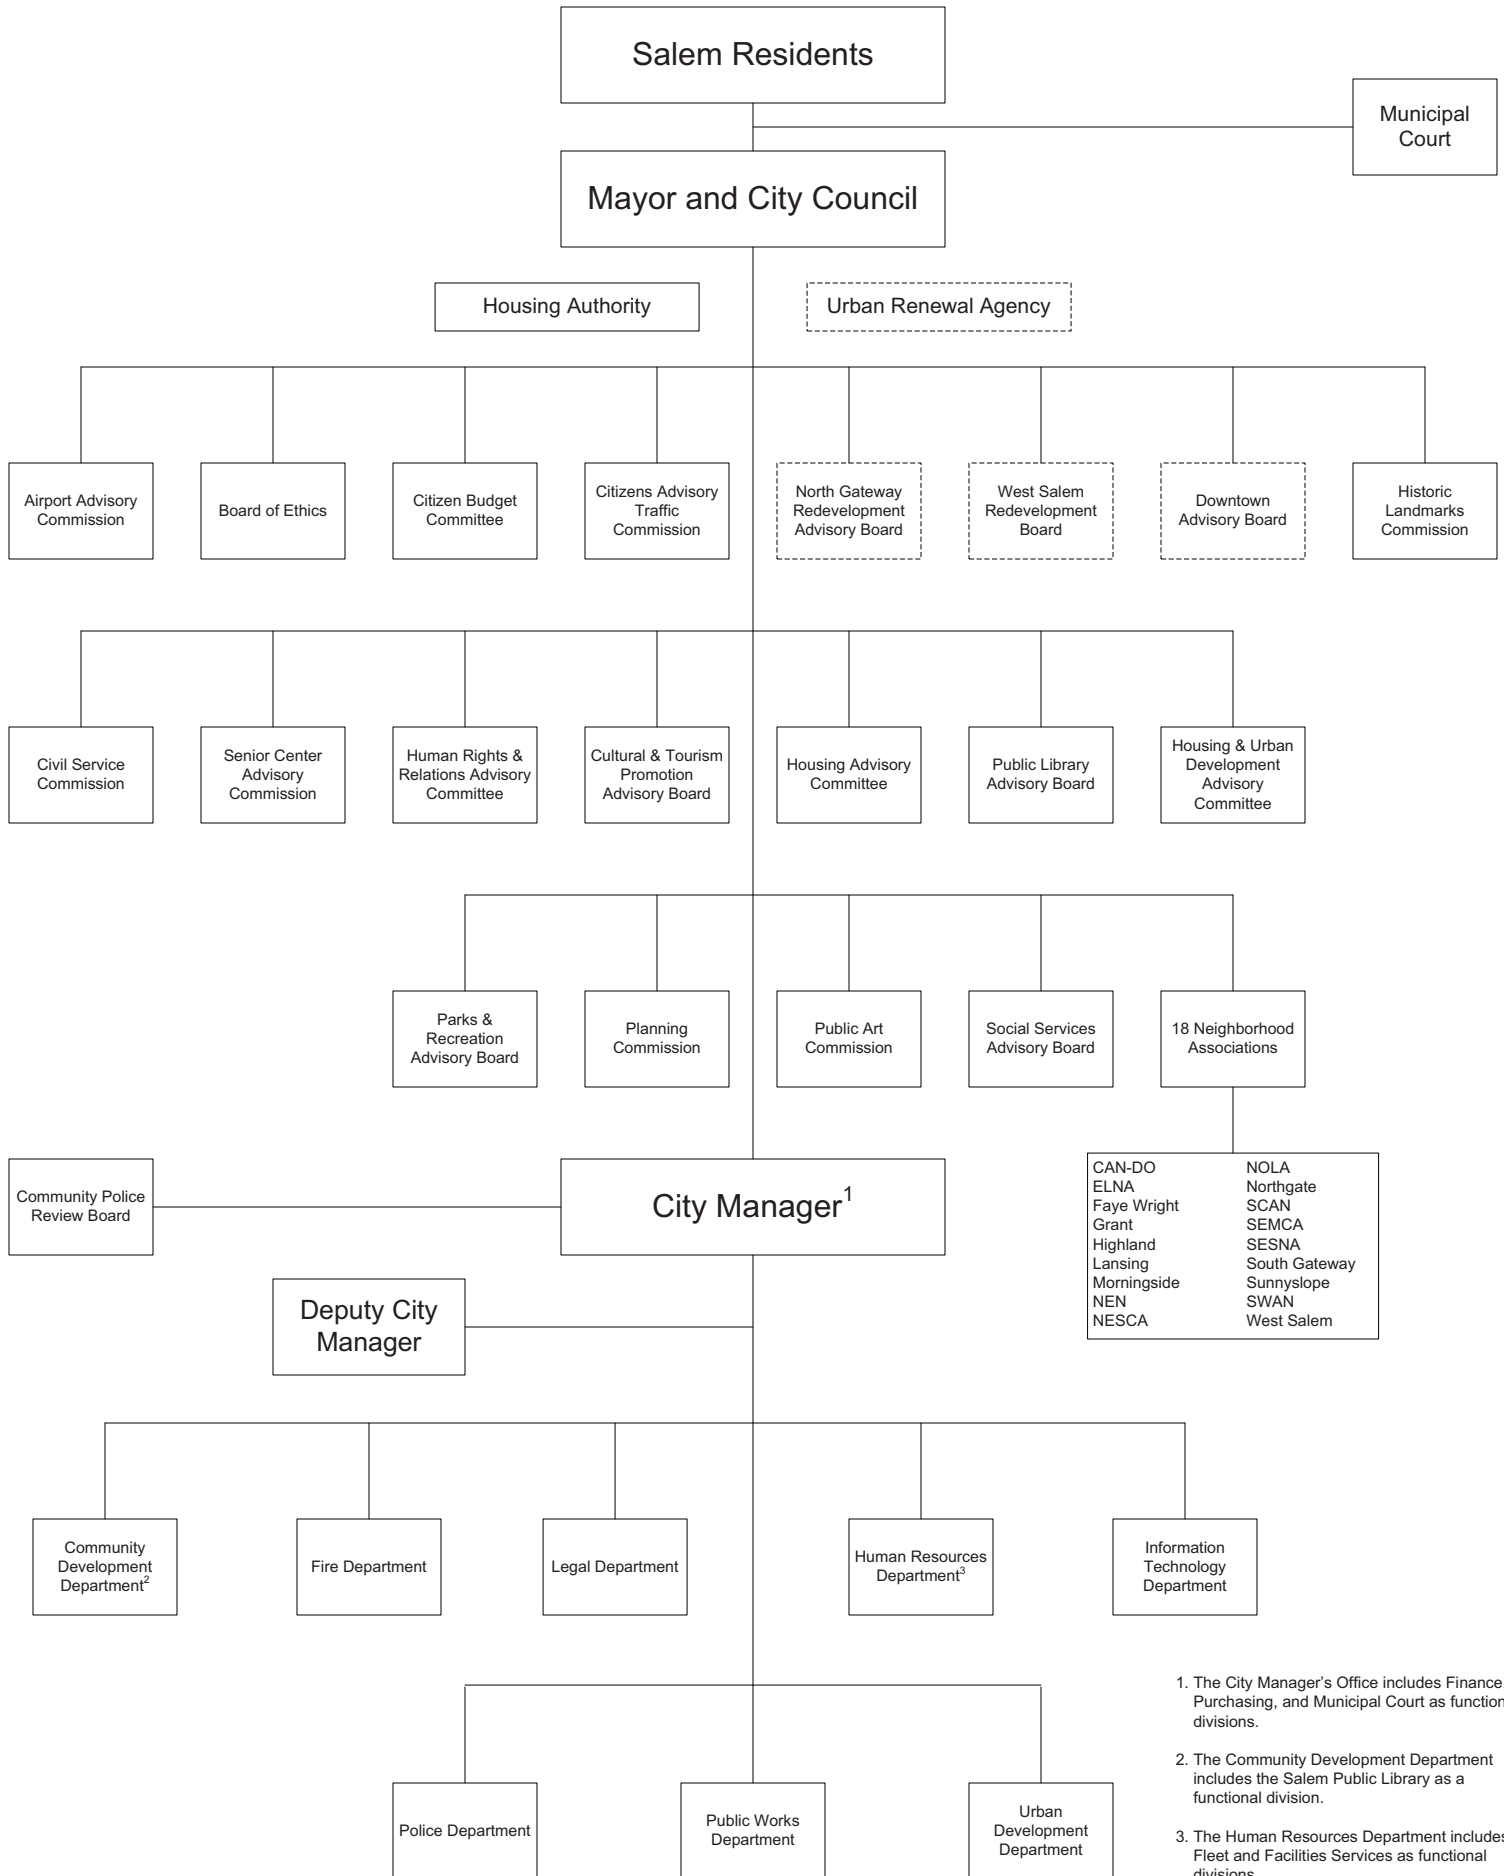 Salem Residents
Municipal
Court
Mayor and City Council
Housing Authority
Urban Renewal Agency
Airport Advisory
Commission
Board of Ethics
Citizen Budget
Committee
Citizens Advisory
Traffic
Commission
North Gateway
Redevelopment
Advisory Board
West Salem
Redevelopment
Board
Downtown
Advisory Board
Historic
Landmarks
Commission
Civil Service
Commission
Senior Center
Advisory
Commission
Human Rights &
Relations Advisory
Committee
Cultural & Tourism
Promotion
Advisory Board
Housing Advisory
Committee
Public Library
Advisory Board
Housing & Urban
Development
Advisory
Committee
Parks &
Recreation
Advisory Board
Planning
Commission
Public Art
Commission
Social Services
Advisory Board
18 Neighborhood
Associations
CAN-DO
ELNA
Faye Wright
Grant
Highland
Lansing
Morningside
NEN
NESCA
NOLA
Northgate
SCAN
SEMCA
SESNA
South Gateway
Sunnyslope
SWAN
West Salem
Community Police
Review Board
City Manager1
Deputy City
Manager
Community
Development
Department2
Fire Department
Legal Department
Human Resources
Department3
Information
Technology
Department
Police Department
Public Works
Department
Urban
Development
Department
1. The City Manager’s Office includes Finance
Purchasing, and Municipal Court as
divisions.
2. The Community Development Department
includes the Salem Public Library as a
functional division.
3. The Human Resources Department includes
Fleet and Facilities Services as functional
divisions